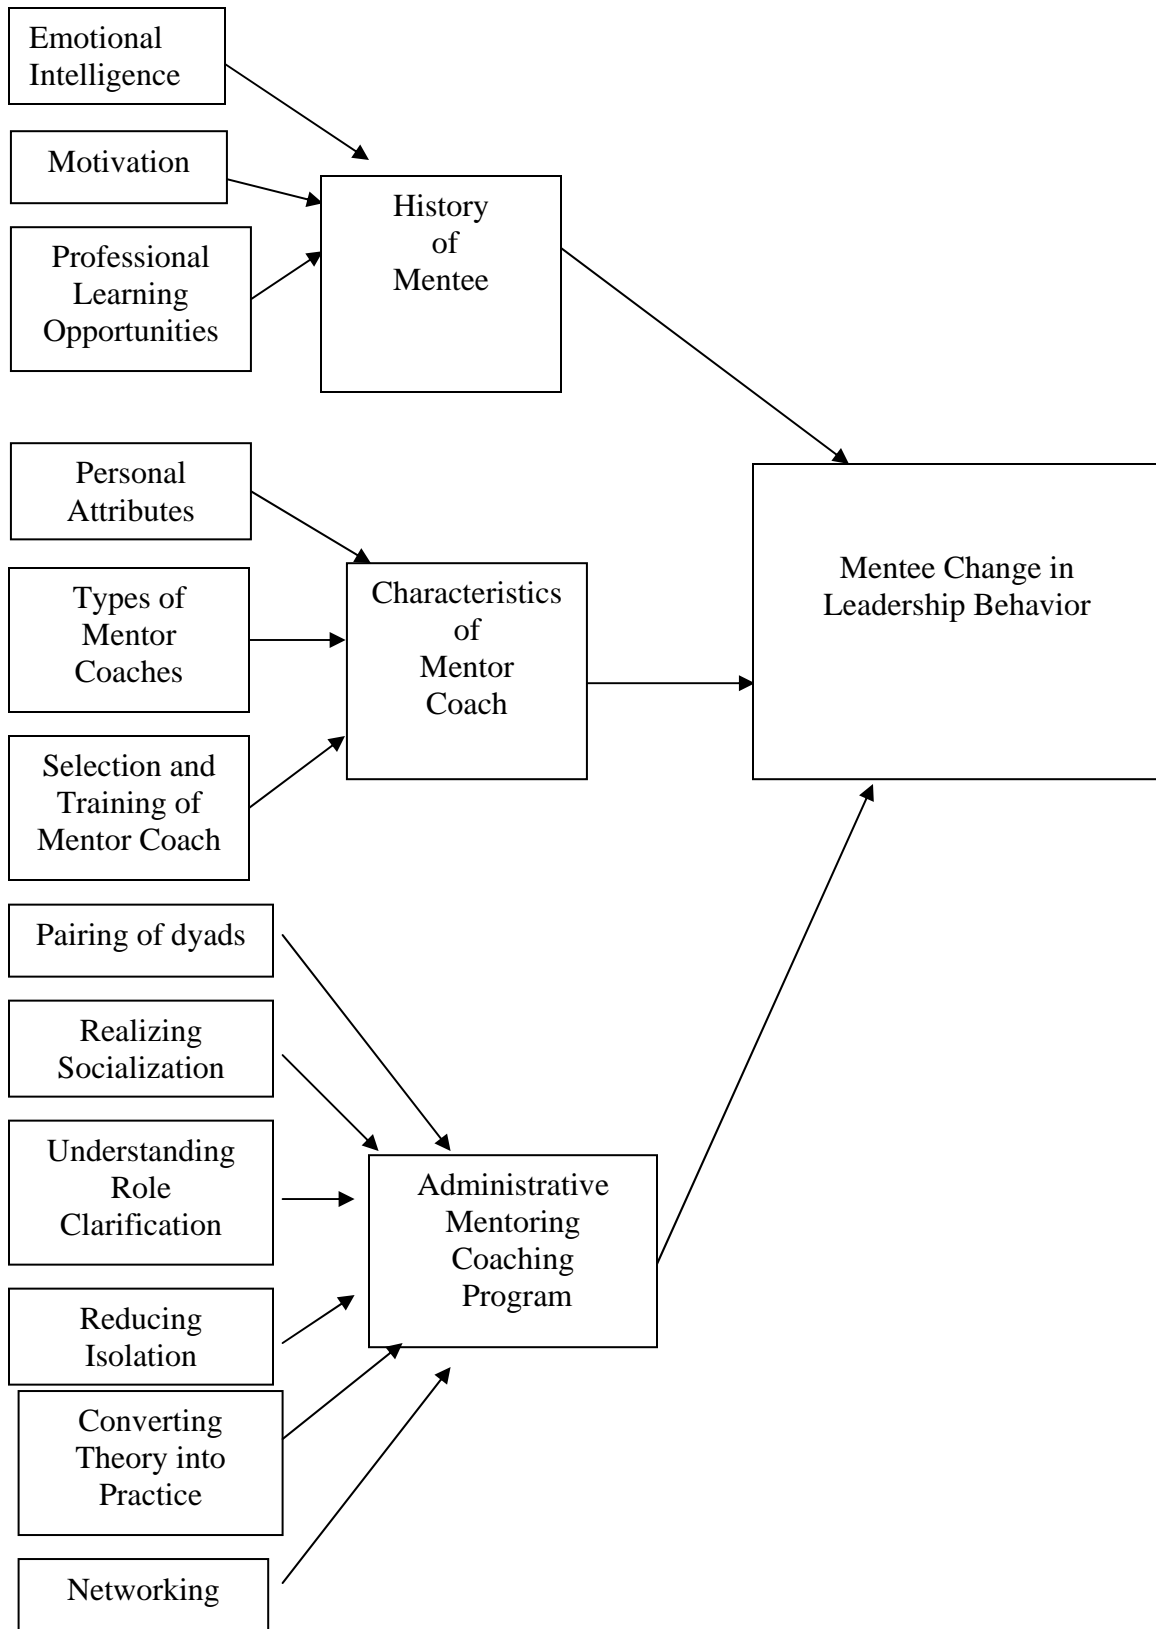 Emotional
Intelligence
Motivation
Professional
Learning
Opportunities
History
of
Mentee
Personal
Attributes
Types of
Mentor
Coaches
Selection and
Training of
Mentor Coach
Characteristics
of
Mentor
Coach
Mentee Change in
Leadership Behavior
Pairing of dyads
Realizing
Socialization
Understanding
Role
Clarification
Reducing
Isolation
Converting
Theory into
Practice
Networking
Administrative
Mentoring
Coaching
Program